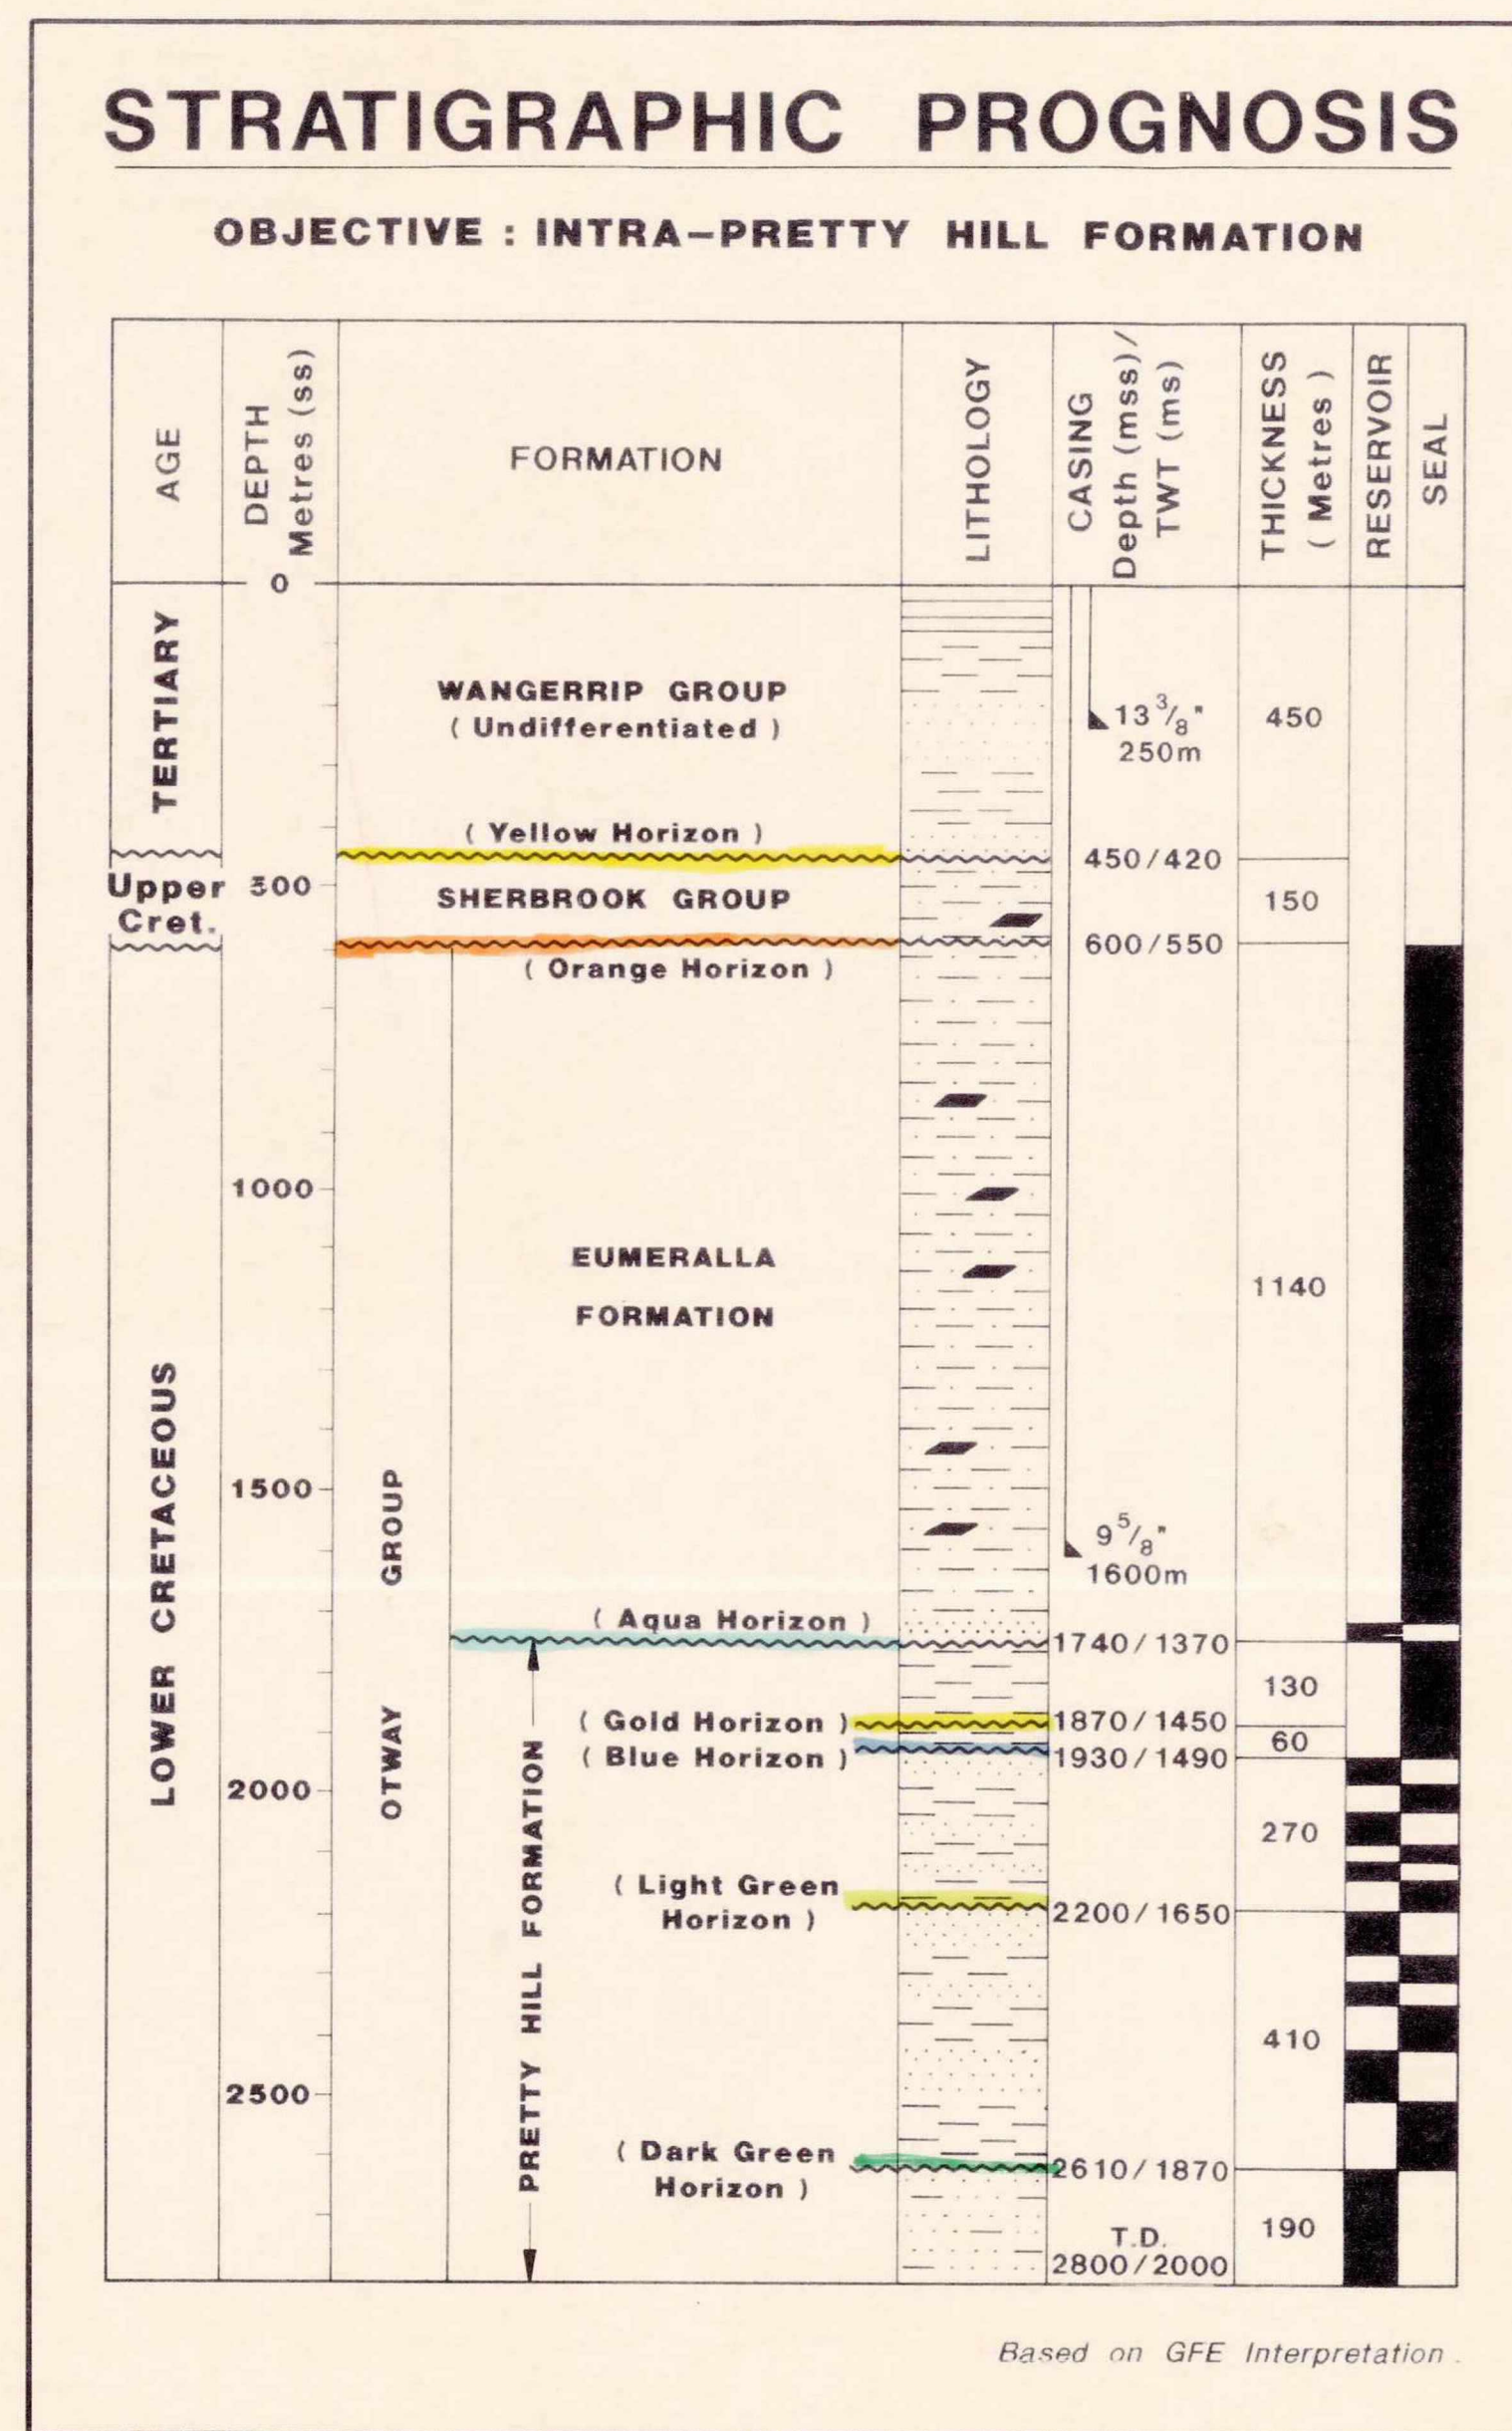 STRATIGRAPHIC PROGNOSIS
OBJECTIVE : INTRA-PRETTY HILL FORMATION
AGE
DEPTH
Metres (ss)
FORMATION
LITHOLOGY
CASING
Depth (mss) /
TWT (ms)
THICKNESS
( Metres )
RESERVOIR
SEAL
0
TERTIARY
WANGERRIP GROUP
( Undifferentiated )
13 3/8"
250m
450
( Yellow Horizon )
450/420
Upper
Cret.
500
SHERBROOK GROUP
150
600/550
( Orange Horizon )
1000
EUMERALLA
FORMATION
1140
LOWER CRETACEOUS
1500
OTWAY GROUP
9 5/8"
1600m
( Aqua Horizon )
1740/1370
130
( Gold Horizon )
1870/1450
60
( Blue Horizon )
1930/1490
2000
PRETTY HILL FORMATION
270
( Light Green
Horizon )
2200/1650
410
2500
( Dark Green
Horizon )
2610/1870
190
T.D.
2800/2000
Based on GFE Interpretation.